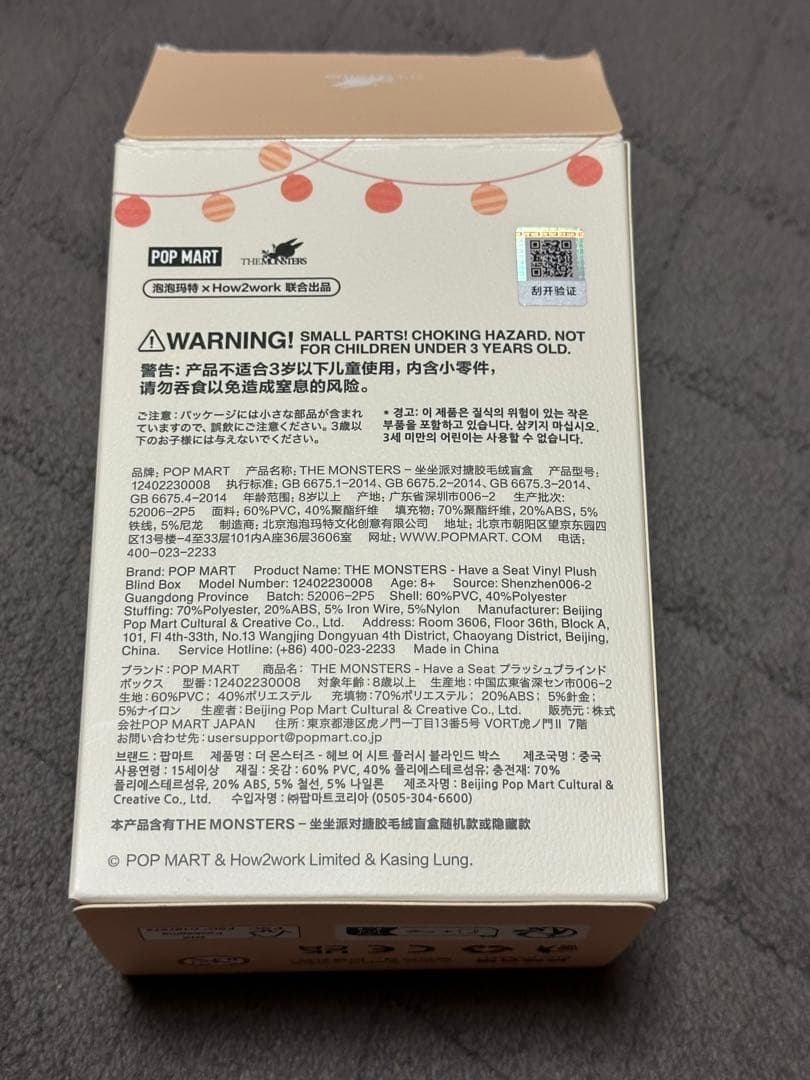 POP MART THE MONSTERS
泡泡玛特 × How2work 联合出品
刮开验证
WARNING! SMALL PARTS! CHOKING HAZARD. NOT
FOR CHILDREN UNDER 3 YEARS OLD.
警告: 产品不适合3岁以下儿童使用, 内含小零件,
请勿吞食以免造成窒息的风险。
ご注意:パッケージには小さな部品が含まれ
ていますので、誤飲にご注意ください。3歳以
下のお子様には与えないでください。
* 경고: 이 제품은 질식의 위험이 있는 작은
부품을 포함하고 있습니다. 삼키지 마십시오.
3세 미만의 어린이는 사용할 수 없습니다.
品牌: POP MART 产品名称: THE MONSTERS – 坐坐派对搪胶毛绒盲盒 产品型号:
12402230008 执行标准: GB 6675.1-2014、GB 6675.2-2014、GB 6675.3-2014、
GB 6675.4-2014 年龄范围: 8岁以上 产地: 广东省深圳市006-2 生产批次:
52006-2P5 面料: 60%PVC, 40%聚酯纤维 填充物: 70%聚酯纤维, 20%ABS, 5%
铁线, 5%尼龙 制造商: 北京泡泡玛特文化创意有限公司 地址: 北京市朝阳区望京东园四
区13号楼-4至33层101内A座36层3606室 网址: WWW.POPMART. COM 电话:
400-023-2233
Brand: POP MART Product Name: THE MONSTERS - Have a Seat Vinyl Plush
Blind Box Model Number: 12402230008 Age: 8+ Source: Shenzhen006-2
Guangdong Province Batch: 52006-2P5 Shell: 60%PVC, 40%Polyester
Stuffing: 70%Polyester, 20%ABS, 5% Iron Wire, 5%Nylon Manufacturer: Beijing
Pop Mart Cultural & Creative Co., Ltd. Address: Room 3606, Floor 36th, Block A,
101, Fl 4th-33th, No.13 Wangjing Dongyuan 4th District, Chaoyang District, Beijing,
China. Service Hotline: (+86) 400-023-2233 Made in China
ブランド:POP MART 商品名: THE MONSTERS - Have a Seat プラッシュブラインド
ボックス 型番:12402230008 対象年齢:8歳以上 生産地:中国広東省深セン市006-2
生地:60%PVC; 40%ポリエステル 充填物:70%ポリエステル; 20%ABS; 5%針金;
5%ナイロン 生産者:Beijing Pop Mart Cultural & Creative Co., Ltd. 販売元:株式
会社POP MART JAPAN 住所:東京都港区虎ノ門一丁目13番5号 VORT虎ノ門Ⅱ 7階
お問い合わせ先:usersupport@popmart.co.jp
브랜드 : 팝마트 제품명 : 더 몬스터즈 - 헤브 어 시트 플러시 블라인드 박스 제조국명 : 중국
사용연령 : 15세이상 재질 : 옷감 : 60% PVC, 40% 폴리에스테르섬유; 충전재: 70%
폴리에스테르섬유, 20% ABS, 5% 철선, 5% 나일론 제조자명 : Beijing Pop Mart Cultural &
Creative Co., Ltd. 수입자명 : ㈜팝마트코리아 (0505-304-6600)
本产品含有THE MONSTERS – 坐坐派对搪胶毛绒盲盒随机款或隐藏款
© POP MART & How2work Limited & Kasing Lung.